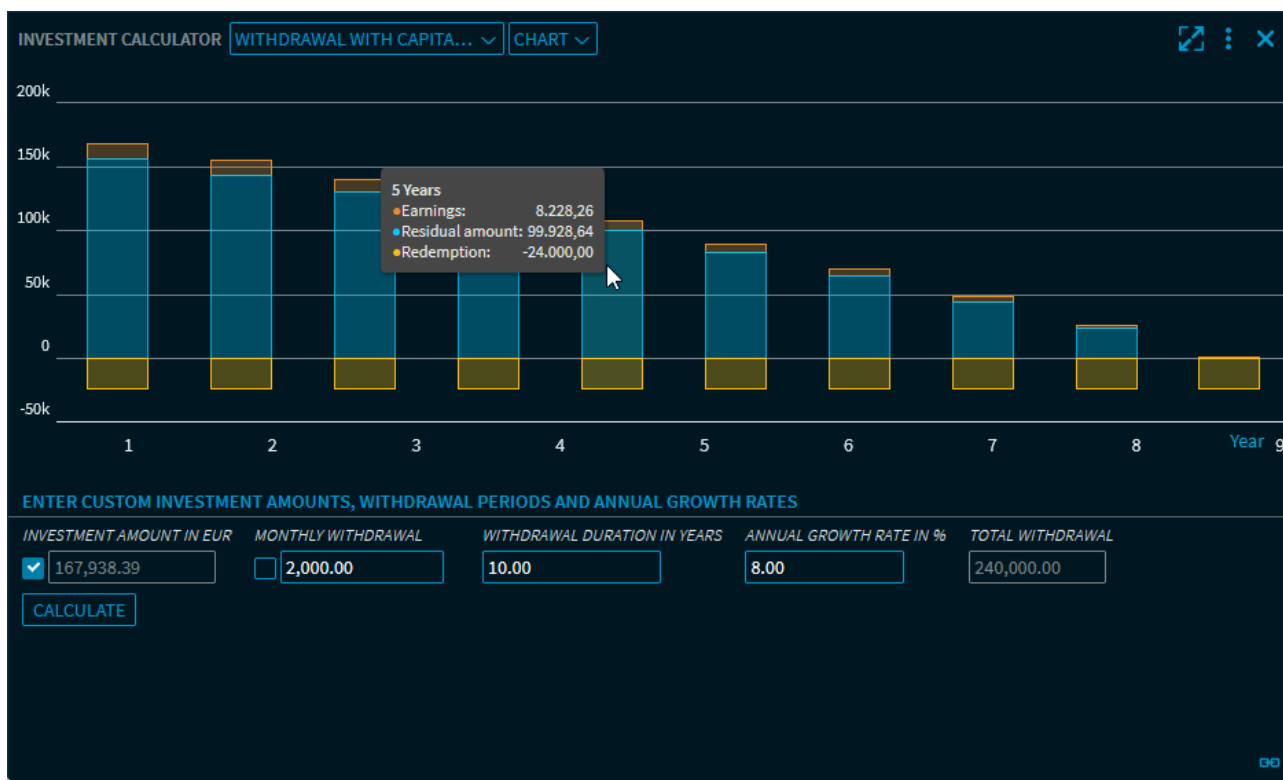 INVESTMENT CALCULATOR WITHDRAWAL WITH CAPITA... CHART
200k
150k
100k
50k
0
-50k
5 Years
Earnings: 8.228,26
Residual amount: 99.928,64
Redemption: -24.000,00
1 2 3 4 5 6 7 8 Year 9
ENTER CUSTOM INVESTMENT AMOUNTS, WITHDRAWAL PERIODS AND ANNUAL GROWTH RATES
INVESTMENT AMOUNT IN EUR MONTHLY WITHDRAWAL WITHDRAWAL DURATION IN YEARS ANNUAL GROWTH RATE IN % TOTAL WITHDRAWAL
167,938.39 2,000.00 10.00 8.00 240,000.00
CALCULATE